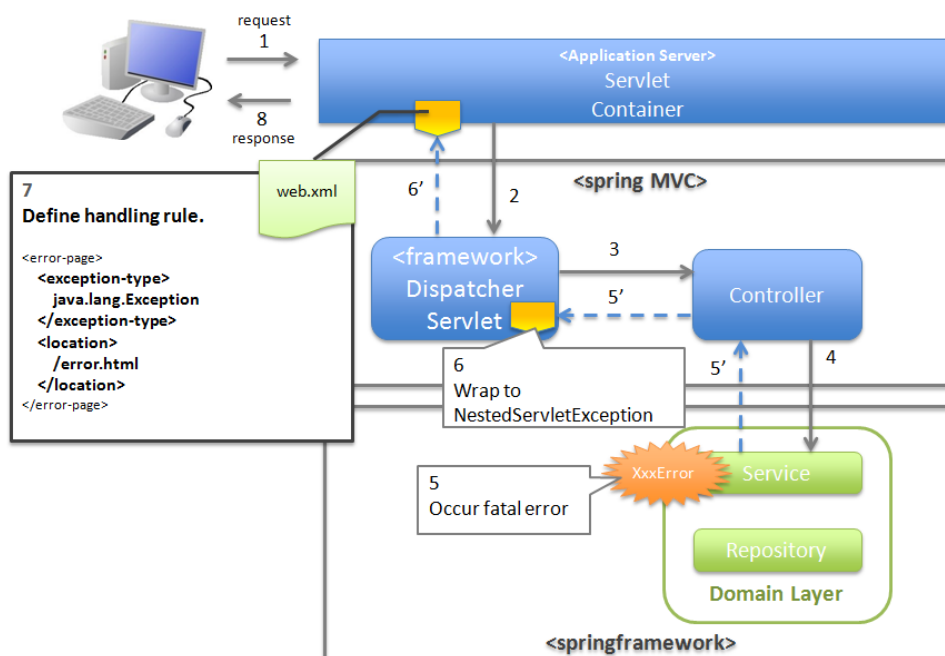 request
1
8
response
<Application Server>
Servlet
Container
web.xml
7
Define handling rule.
<error-page>
<exception-type>
java.lang.Exception
</exception-type>
<location>
/error.html
</location>
</error-page>
6’
2
<spring MVC>
<framework>
Dispatcher
Servlet
3
5’
Controller
6
Wrap to
NestedServletException
5’
4
5
Occur fatal error
XxxError
Service
Repository
Domain Layer
<springframework>